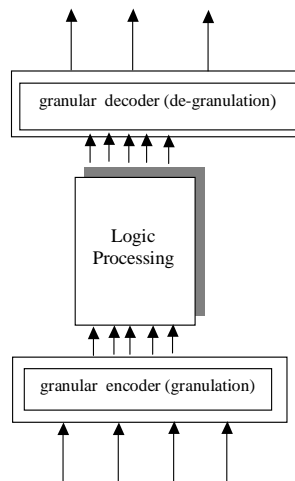 granular decoder (de-granulation)
Logic
Processing
granular encoder (granulation)